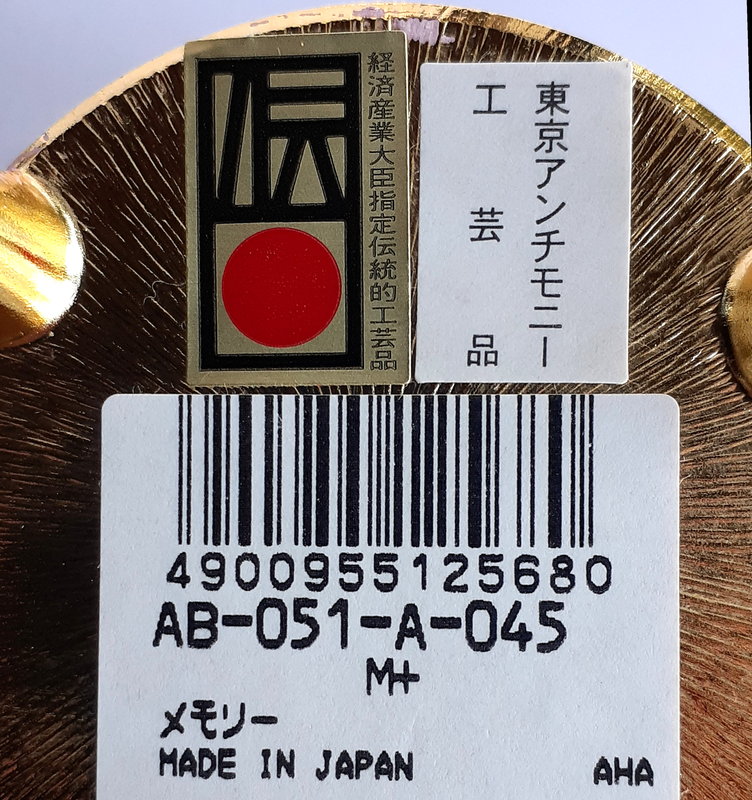 伝
経済産業大臣指定伝統的工芸品
東京アンチモニー
工芸品
4900955125680
AB-051-A-045
M+
メモリー
MADE IN JAPAN
AHA